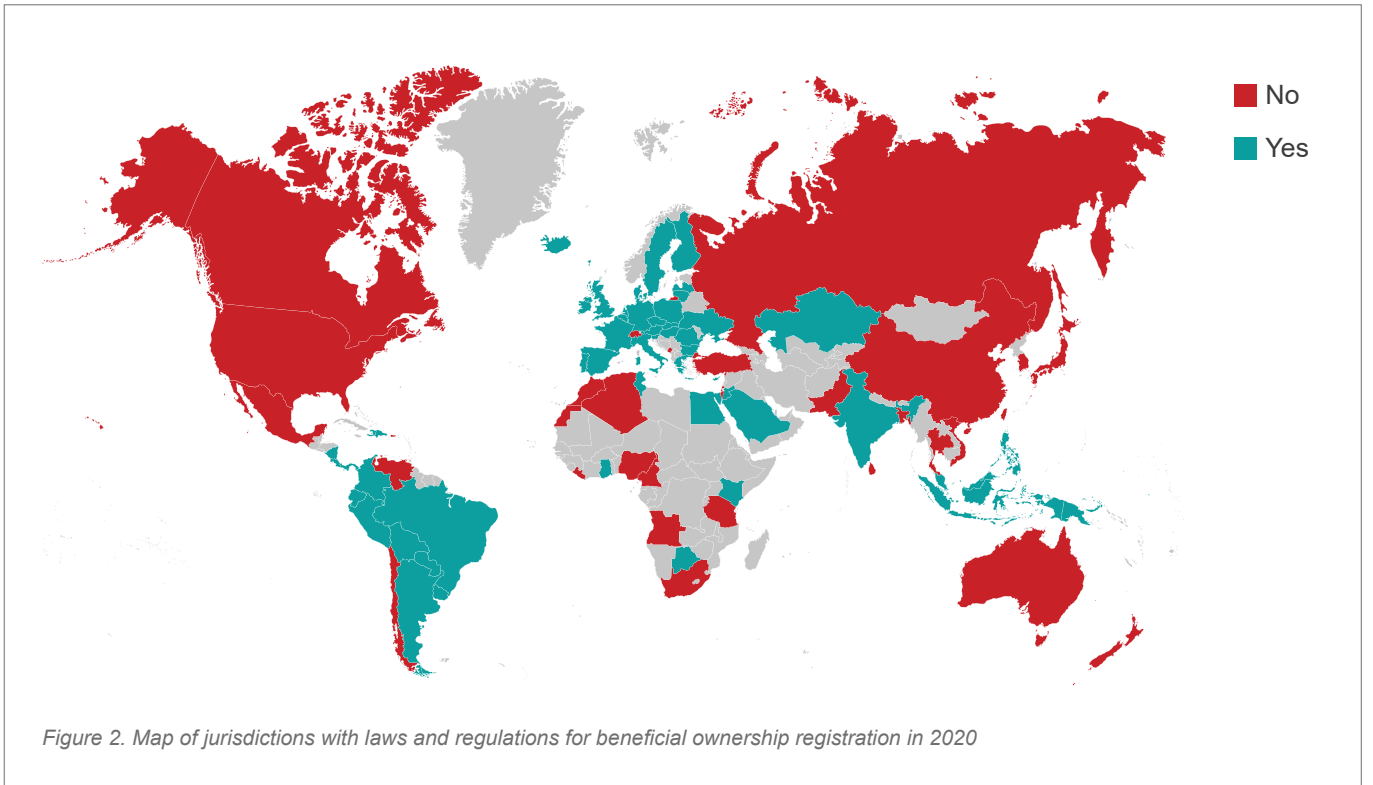 No
Yes
Figure 2. Map of jurisdictions with laws and regulations for beneficial ownership registration in 2020